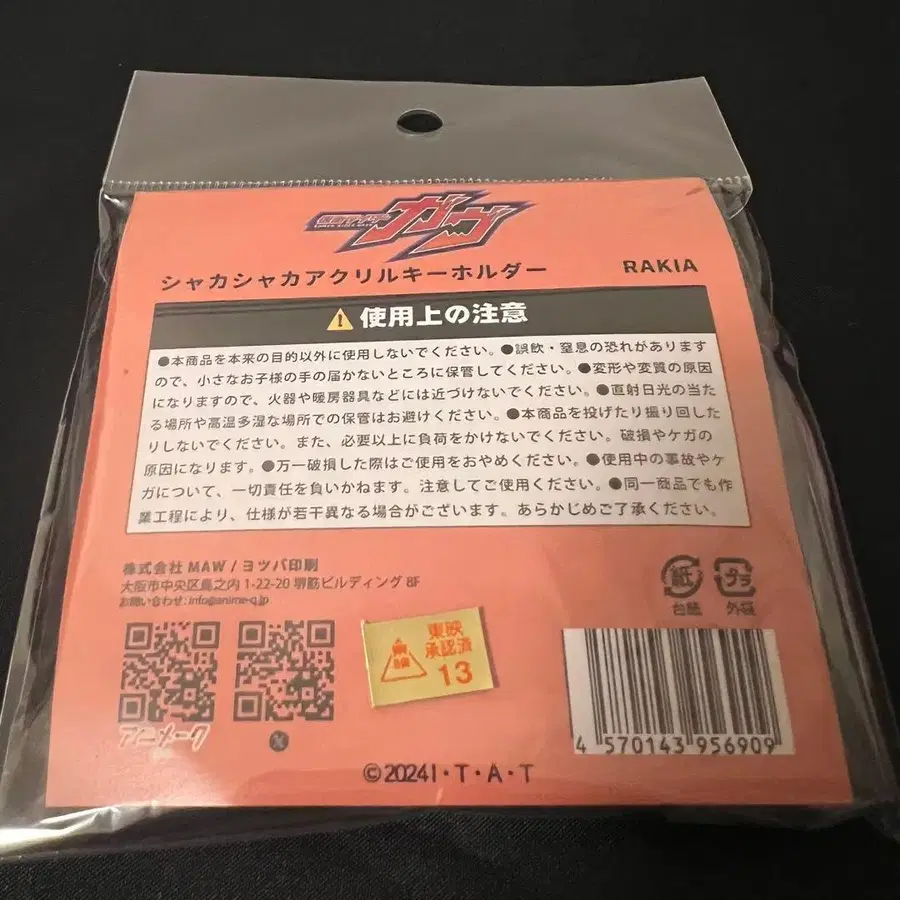 仮面ライダー
ガヴ
シャカシャカアクリルキーホルダー RAKIA
使用上の注意
●本商品を本来の目的以外に使用しないでください。●誤飲・窒息の恐れがあります
ので、小さなお子様の手の届かないところに保管してください。●変形や変質の原因
になりますので、火器や暖房器具などには近づけないでください。●直射日光の当た
る場所や高温多湿な場所での保管はお避けください。●本商品を投げたり振り回した
りしないでください。また、必要以上に負荷をかけないでください。破損やケガの
原因になります。●万一破損した際はご使用をおやめください。●使用中の事故やケ
ガについて、一切責任を負いかねます。注意してご使用ください。●同一商品でも作
業工程により、仕様が若干異なる場合がございます。あらかじめご了承ください。
株式会社 MAW / ヨツバ印刷
大阪市中央区島之内 1-22-20 堺筋ビルディング 8F
お問い合わせ: info@anime-q.jp
紙
台紙
プラ
外袋
アニメーク
X
東映
承認済
13
4 570143 956909
©2024 I・T・A・T